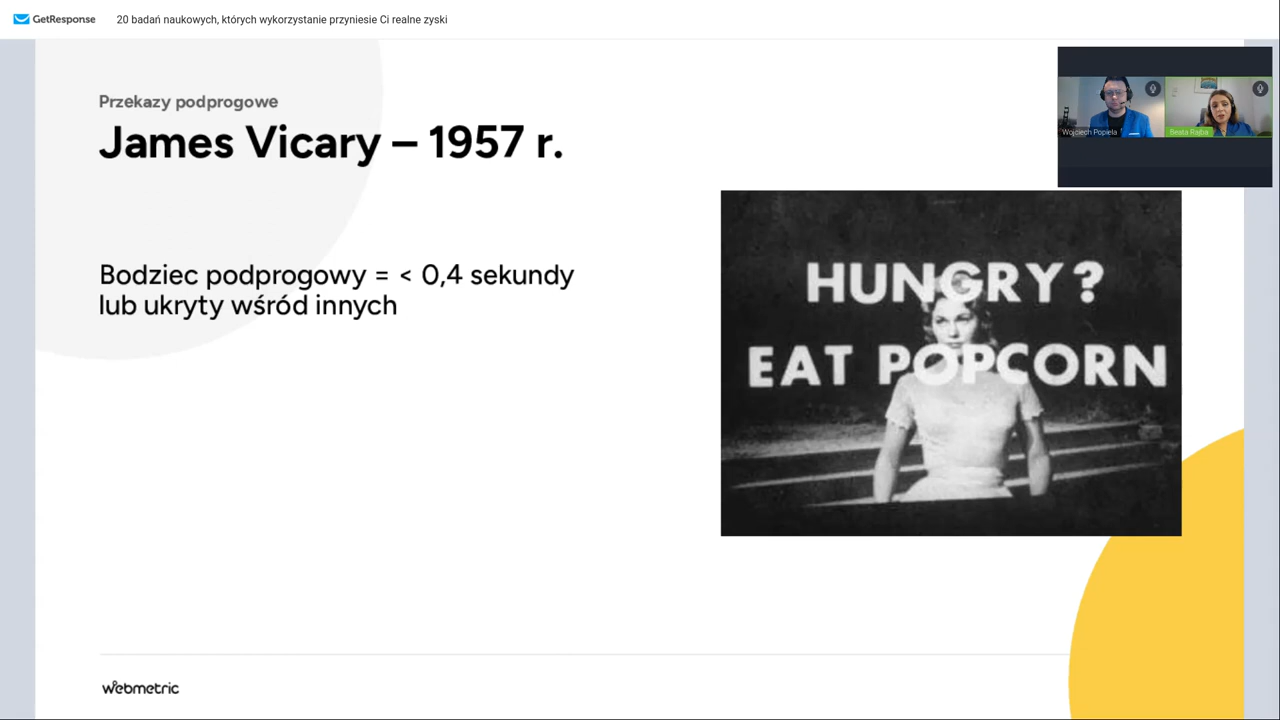 GetResponse
20 badań naukowych, których wykorzystanie przyniesie Ci realne zyski
Przekazy podprogowe
James Vicary – 1957 r.
Bodziec podprogowy = < 0,4 sekundy
lub ukryty wśród innych
HUNGRY?
EAT POPCORN
Wojciech Popiela
Beata Rajba
webmetric